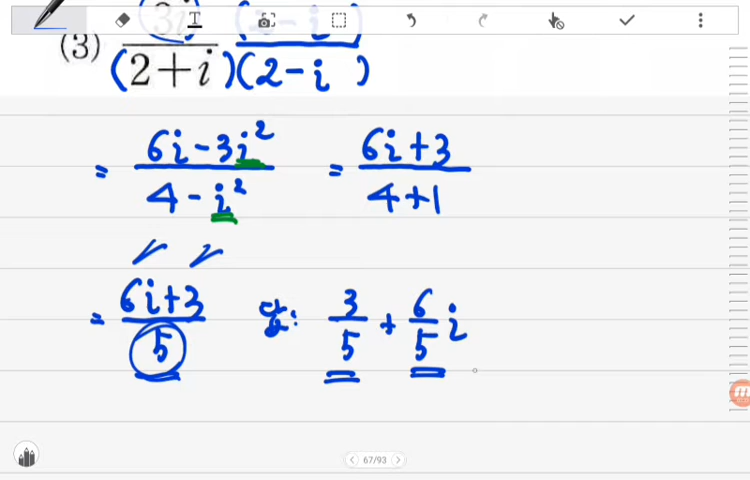 (3) 3i (2-i)
(2+i)(2-i)
= 6i-3i² / 4-i² = 6i+3 / 4+1
= 6i+3 / 5 답: 3/5 + 6/5 i
67/93